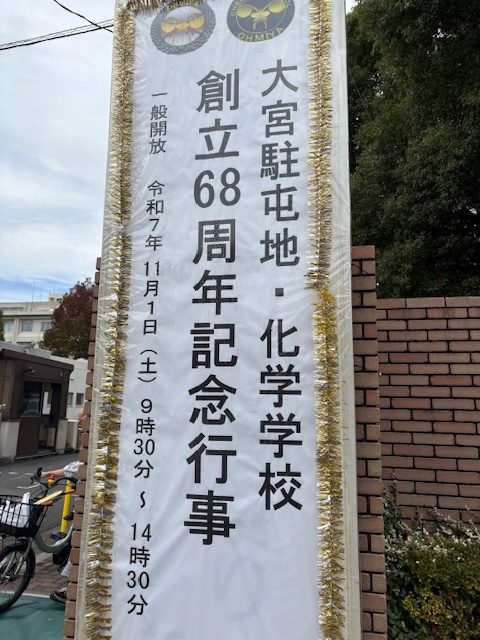 大宮駐屯地・化学学校
創立68周年記念行事
一般開放 令和7年11月1日(土)9時30分～14時30分
OHMIYA